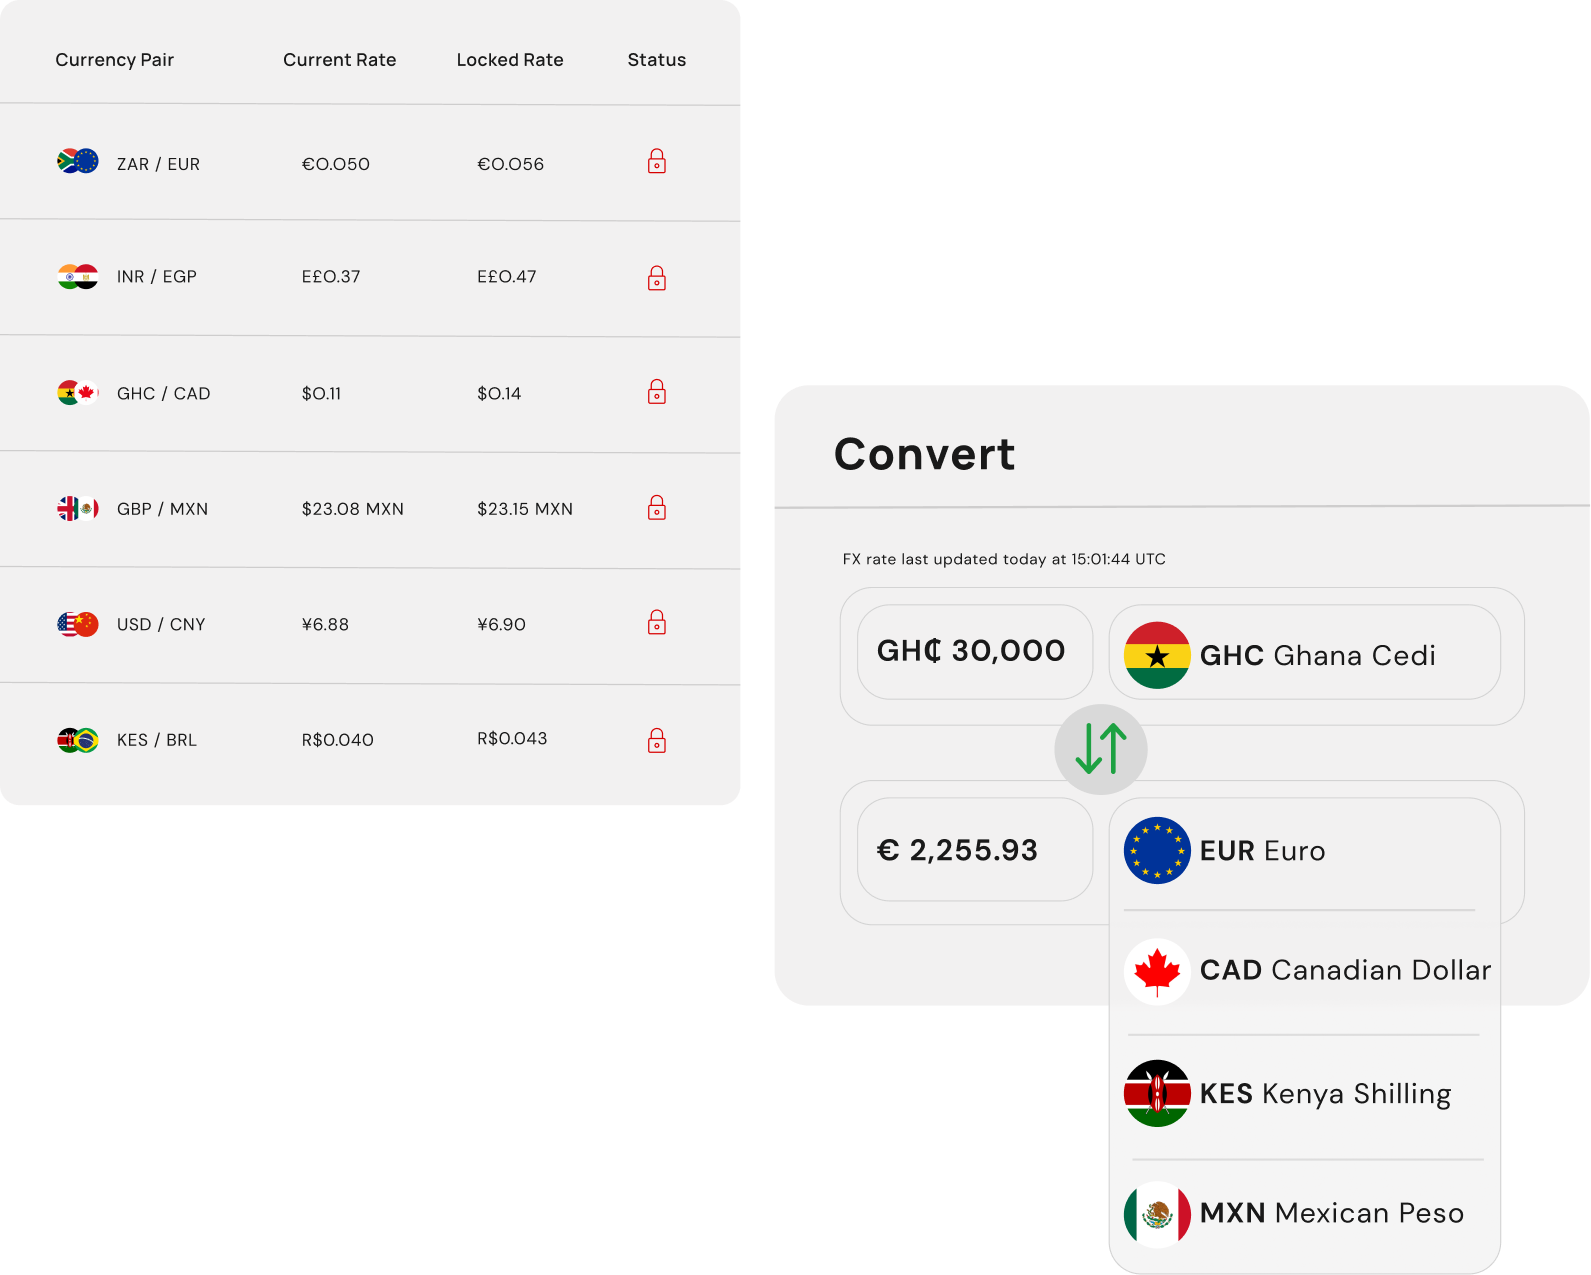 Currency Pair Current Rate Locked Rate Status
ZAR / EUR €0.050 €0.056
INR / EGP E£0.37 E£0.47
GHC / CAD $0.11 $0.14
GBP / MXN $23.08 MXN $23.15 MXN
USD / CNY ¥6.88 ¥6.90
KES / BRL R$0.040 R$0.043
Convert
FX rate last updated today at 15:01:44 UTC
GH₵ 30,000 GHC Ghana Cedi
€ 2,255.93 EUR Euro
CAD Canadian Dollar
KES Kenya Shilling
MXN Mexican Peso